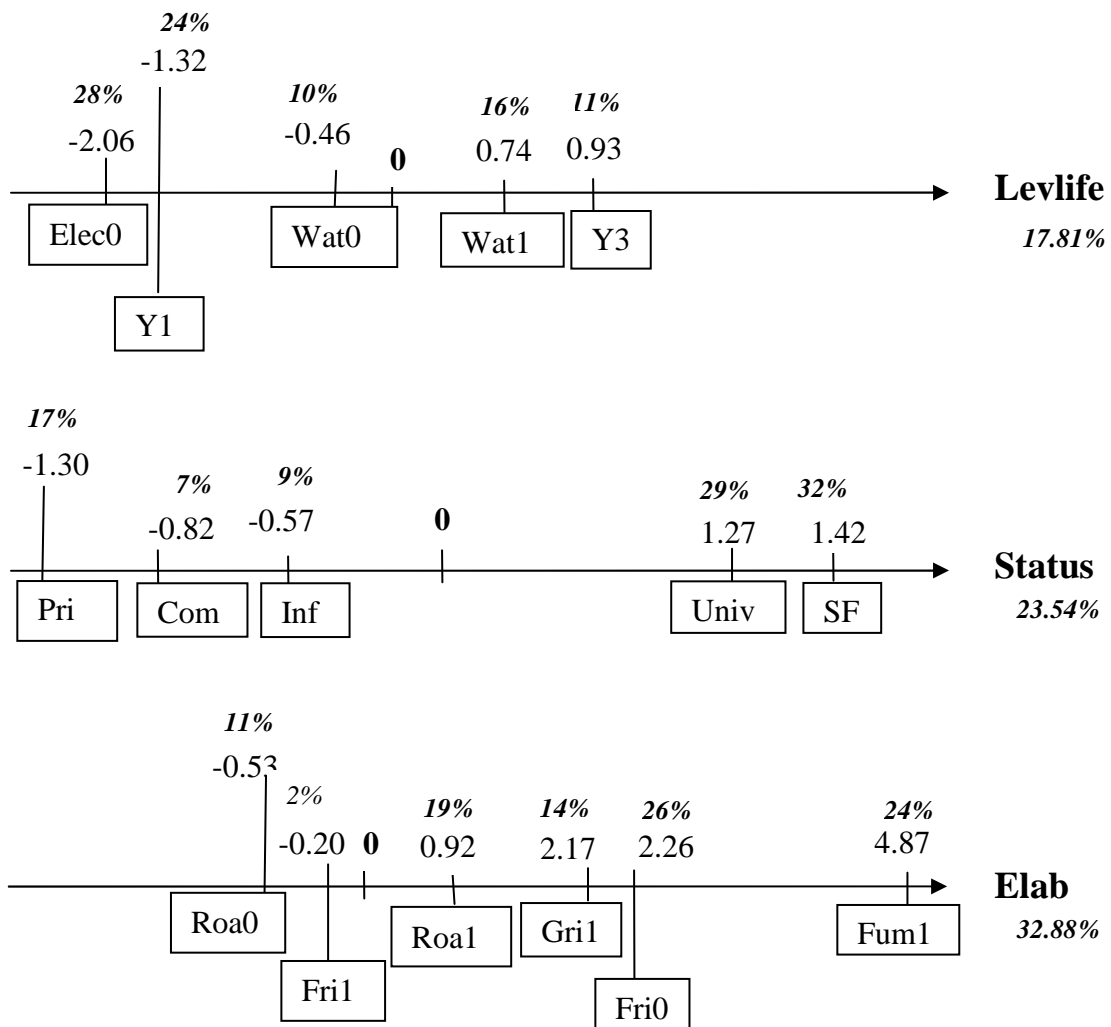 24%
-1.32
28% 10% 16% 11%
-2.06 -0.46 0 0.74 0.93
Levlife
Elec0 Wat0 Wat1 Y3 17.81%
Y1
17%
-1.30 7% 9% 29% 32%
-0.82 -0.57 0 1.27 1.42
Status
Pri Com Inf Univ SF 23.54%
11%
-0.53
2% 19% 14% 26% 24%
-0.20 0 0.92 2.17 2.26 4.87
Elab
Roa0 Roa1 Gri1 Fum1 32.88%
Fri1 Fri0